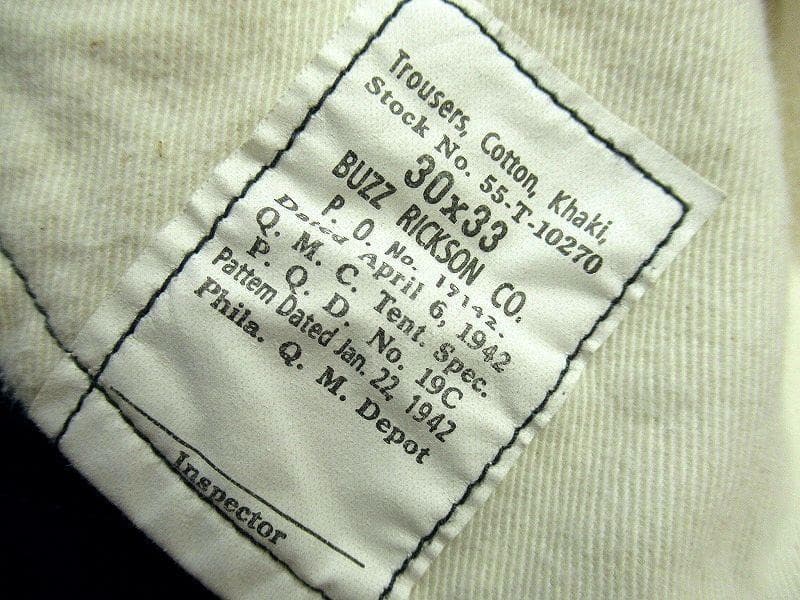 Trousers, Cotton, Khaki,
Stock No. 55-T-10270
30x33
BUZZ RICKSON CO.
P. O. No. 17142.
Dated April 6, 1942
Q. M. C. Tent. Spec.
P. Q. D. No. 19C
Pattern Dated Jan. 22, 1942
Phila. Q. M. Depot
Inspector